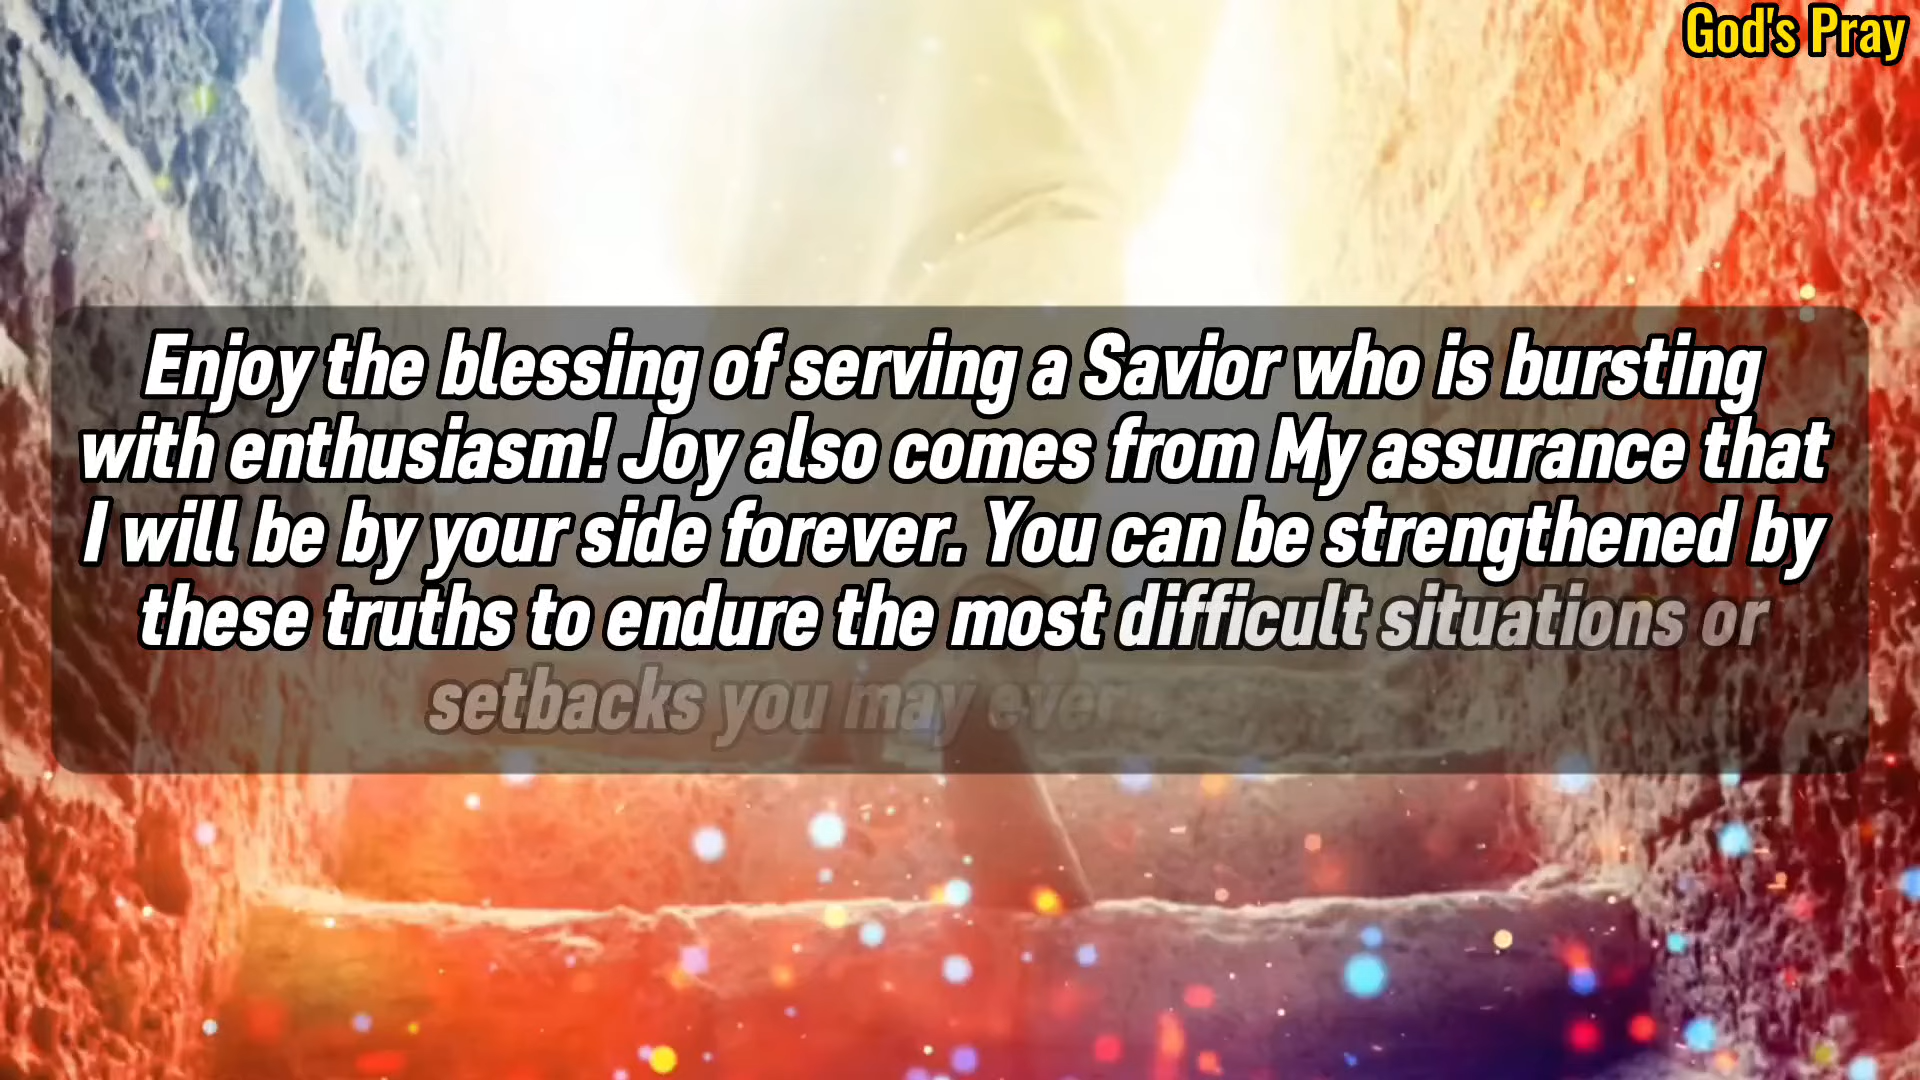 God's Pray
Enjoy the blessing of serving a Savior who is bursting
with enthusiasm! Joy also comes from My assurance that
I will be by your side forever. You can be strengthened by
these truths to endure the most difficult situations or
setbacks you may ever